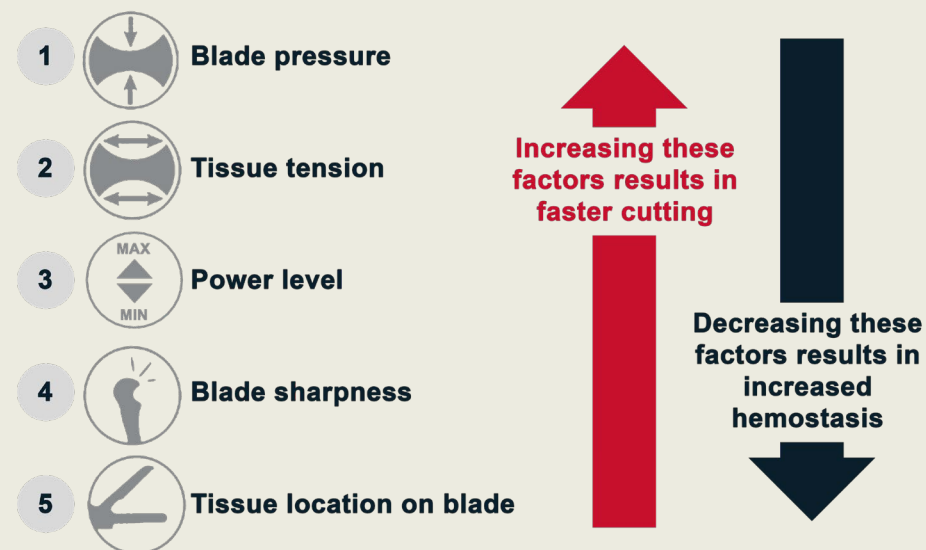 1 Blade pressure
2 Tissue tension
MAX
3 Power level
MIN
4 Blade sharpness
5 Tissue location on blade
Increasing these
factors results in
faster cutting
Decreasing these
factors results in
increased
hemostasis